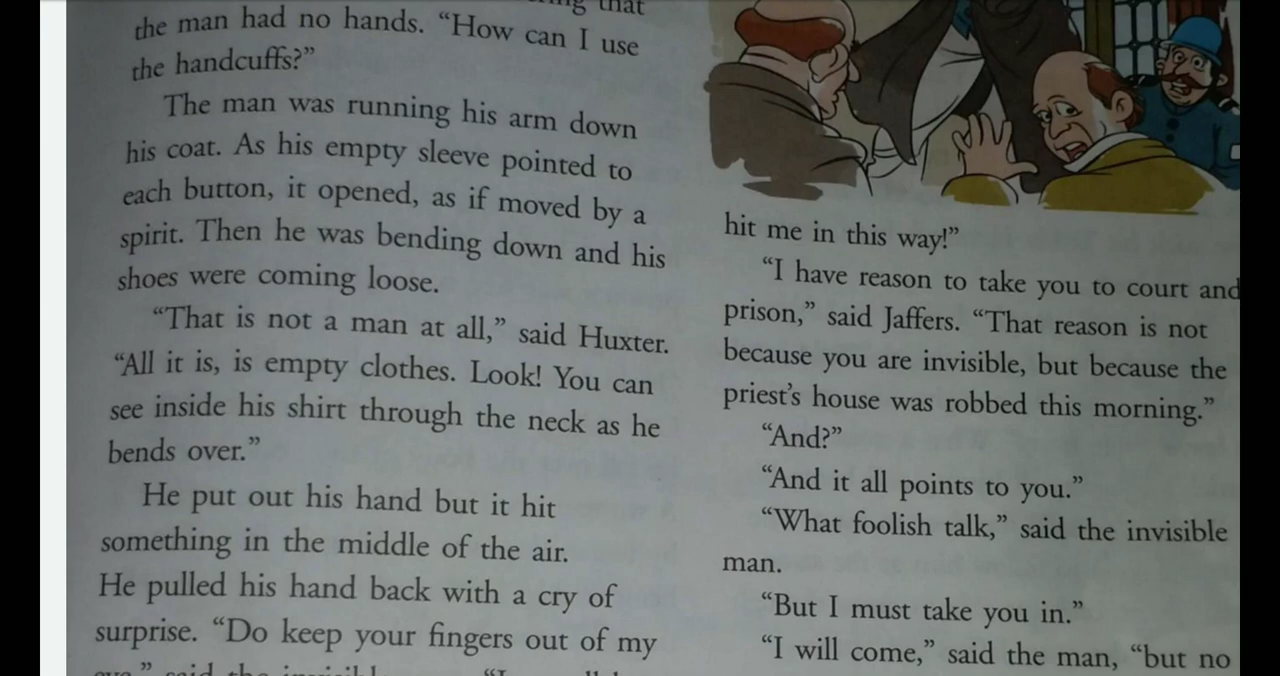 that
the man had no hands. “How can I use
the handcuffs?”
The man was running his arm down
his coat. As his empty sleeve pointed to
each button, it opened, as if moved by a
spirit. Then he was bending down and his
shoes were coming loose.
“That is not a man at all,” said Huxter.
“All it is, is empty clothes. Look! You can
see inside his shirt through the neck as he
bends over.”
He put out his hand but it hit
something in the middle of the air.
He pulled his hand back with a cry of
surprise. “Do keep your fingers out of my
hit me in this way!”
“I have reason to take you to court and
prison,” said Jaffers. “That reason is not
because you are invisible, but because the
priest’s house was robbed this morning.”
“And?”
“And it all points to you.”
“What foolish talk,” said the invisible
man.
“But I must take you in.”
“I will come,” said the man, “but no